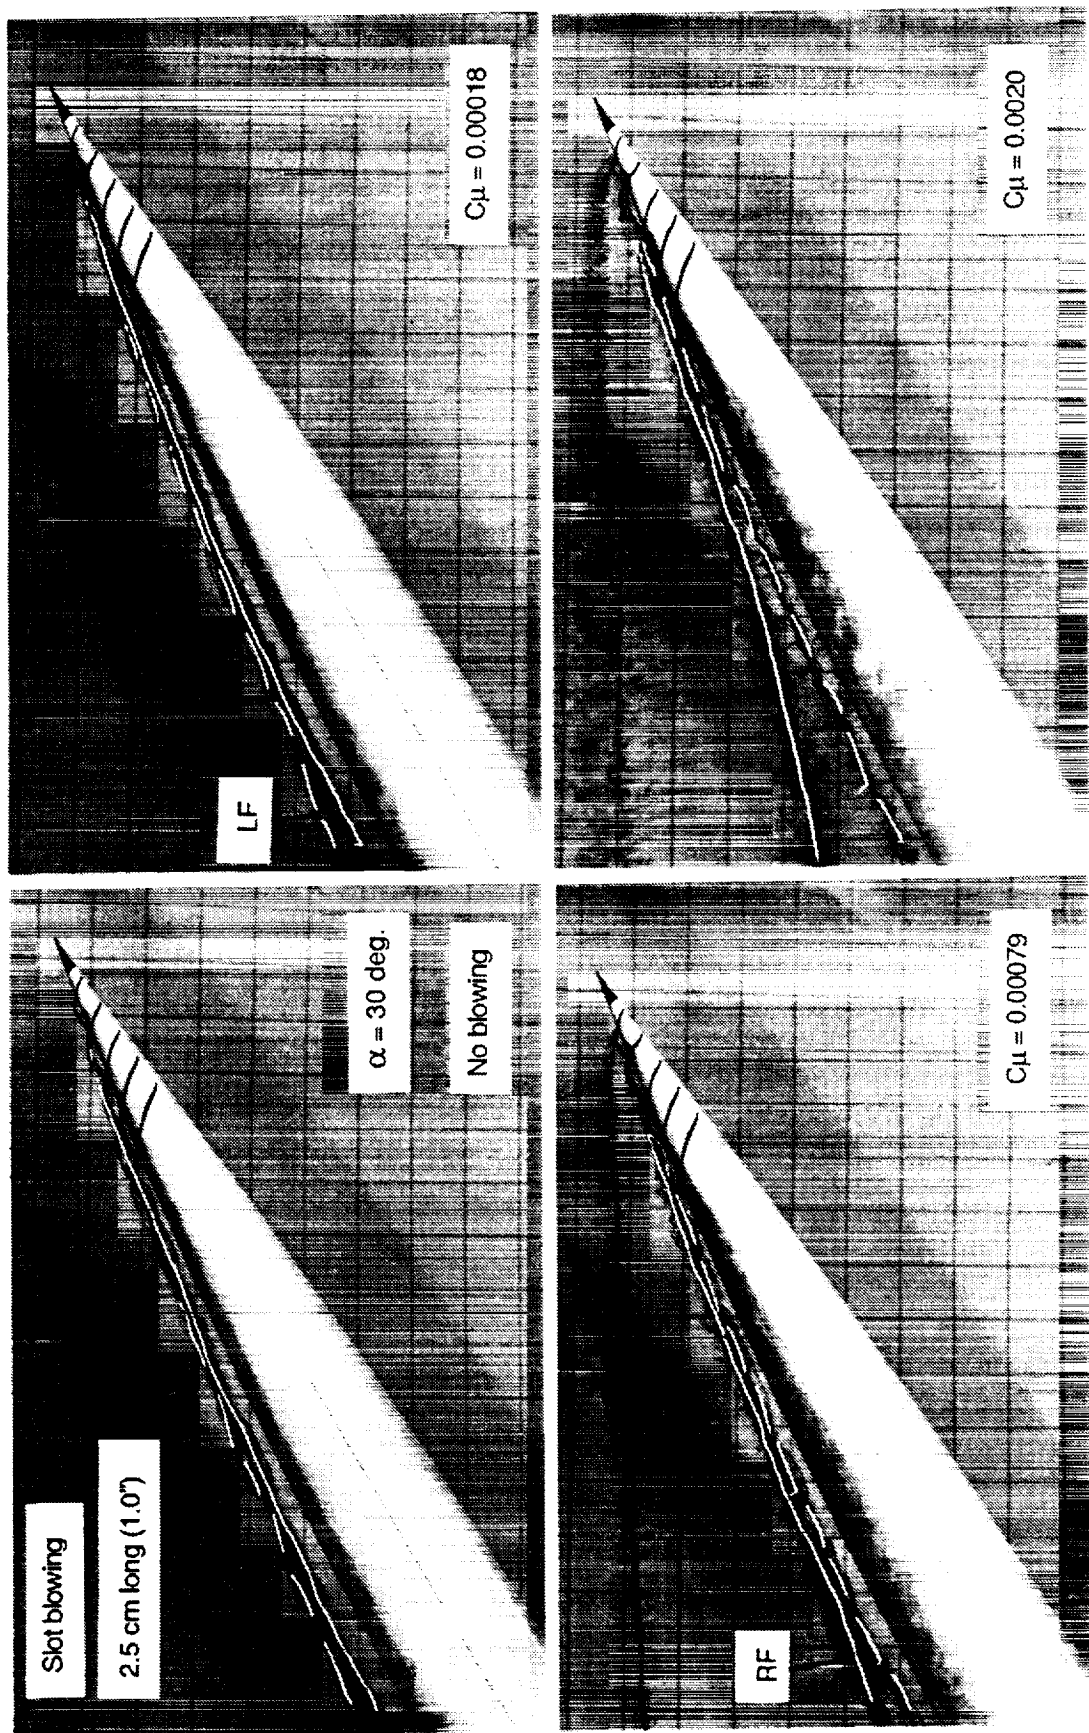 Slot blowing
2.5 cm long (1.0")
α = 30 deg.
No blowing
LF
Cμ = 0.00018
RF
Cμ = 0.00079
Cμ = 0.0020